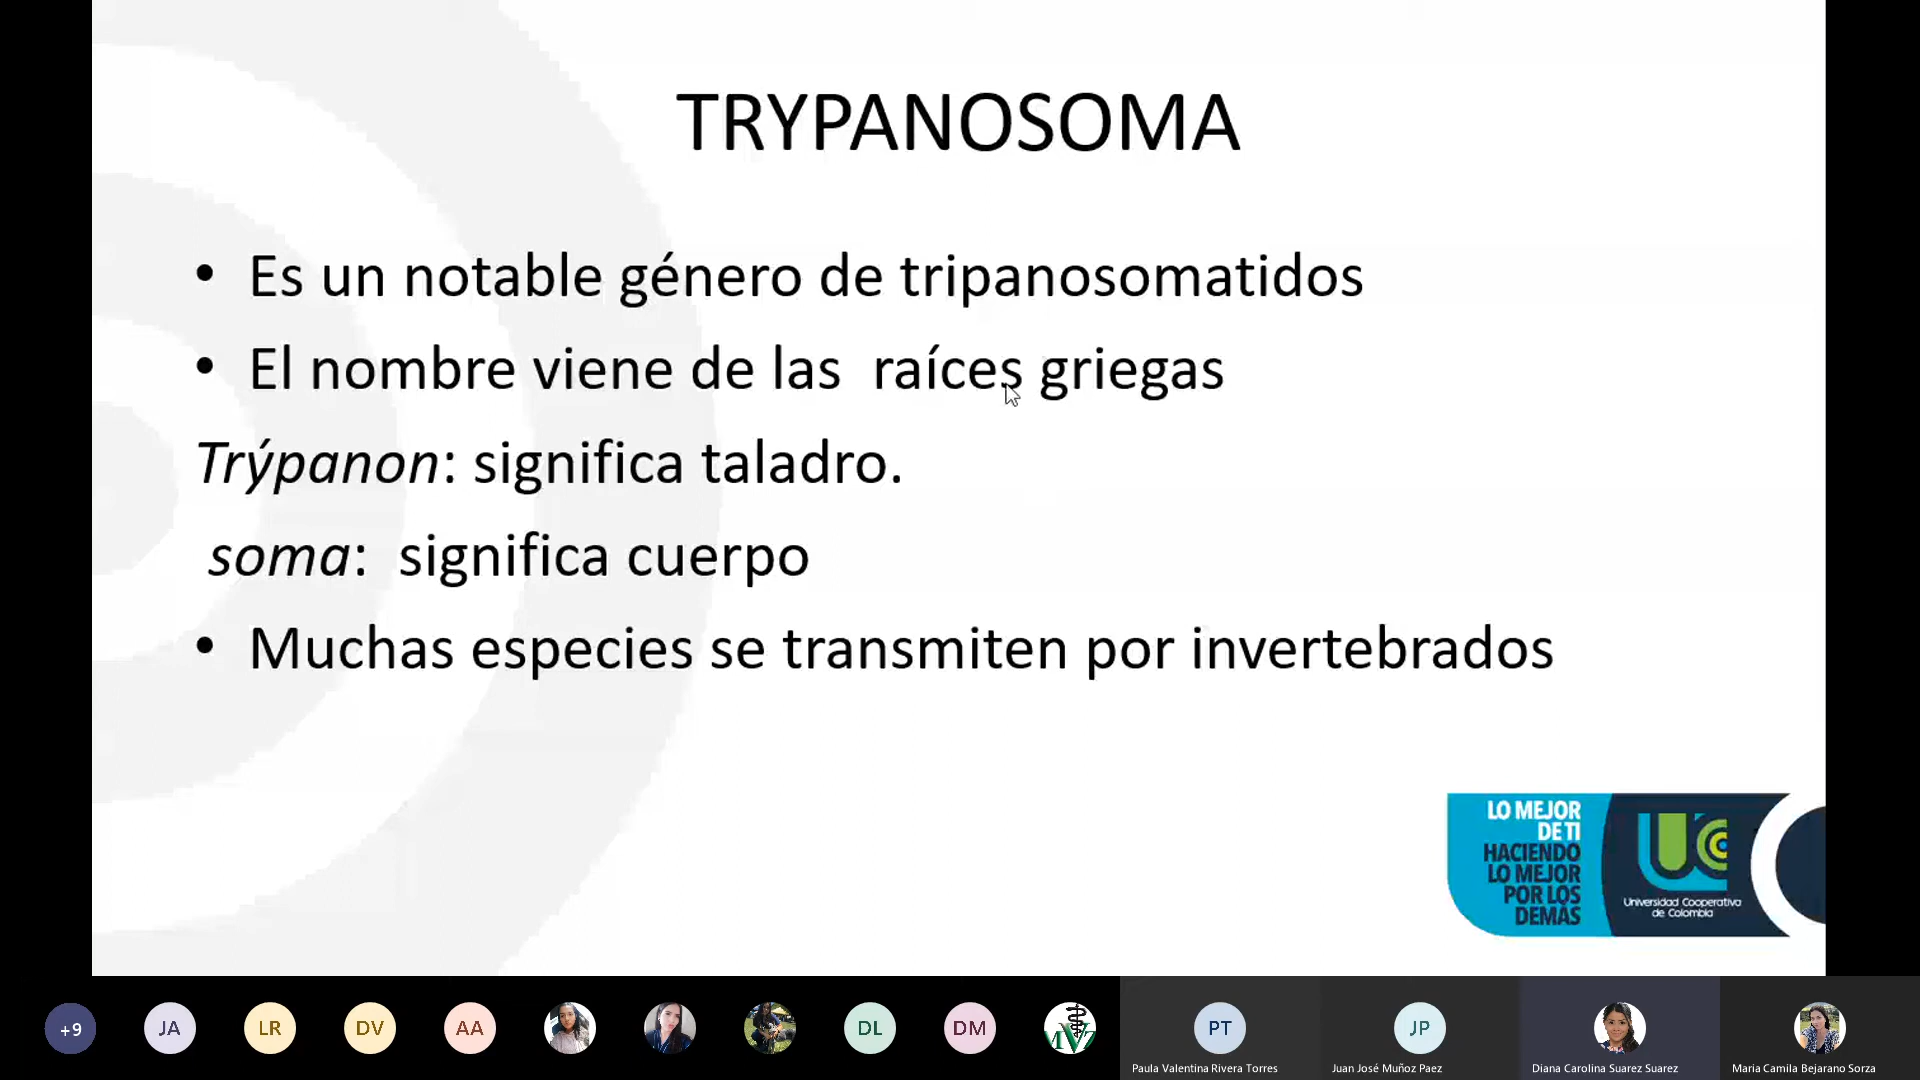 TRYPANOSOMA
• Es un notable género de tripanosomatidos
• El nombre viene de las raíces griegas
Trýpanon: significa taladro.
soma: significa cuerpo
• Muchas especies se transmiten por invertebrados
LO MEJOR
DE TI
HACIENDO
LO MEJOR
POR LOS
DEMÁS
Universidad Cooperativa
de Colombia
+9
JA
LR
DV
AA
DL
DM
MVZ
PT
Paula Valentina Rivera Torres
JP
Juan José Muñoz Paez
Diana Carolina Suarez Suarez
Maria Camila Bejarano Sorza